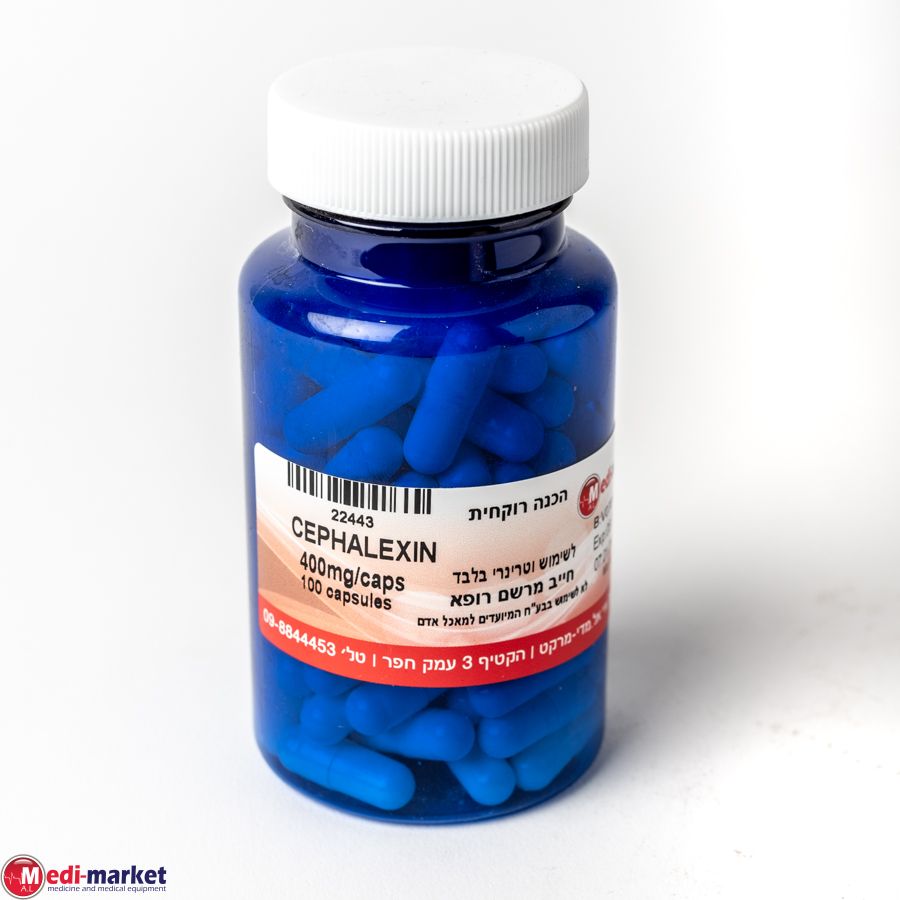 22443
CEPHALEXIN
400mg/caps
100 capsules
הכנה רוקחית
לשימוש וטרינרי בלבד
חייב מרשם רופא
לא לשימוש בבע"ח המיועדים למאכל אדם
אל מדי-מרקט | הקטיף 3 עמק חפר | טל׳ 09-8844453
Medi-market
A.L
medicine and medical equipment